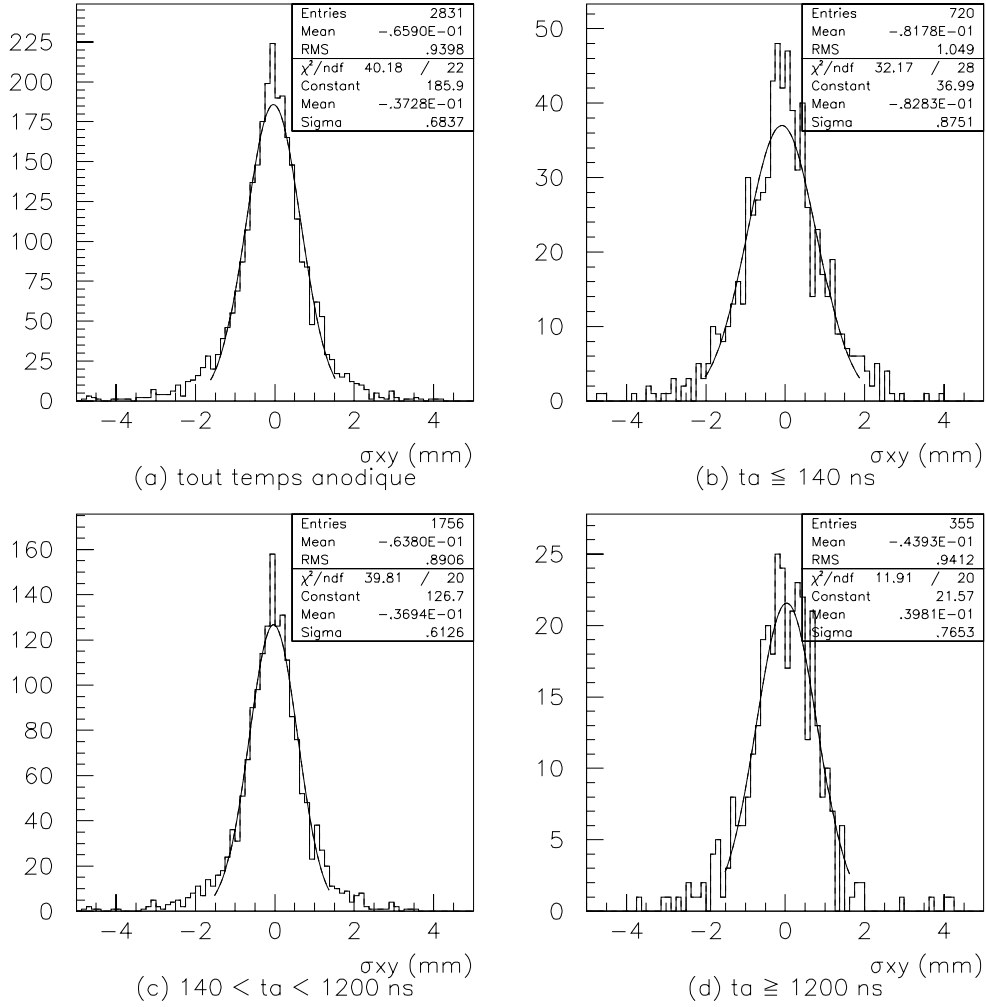 Entries 2831
Mean -.6590E-01
RMS .9398
χ²/ndf 40.18 / 22
Constant 185.9
Mean -.3728E-01
Sigma .6837
225
200
175
150
125
100
75
50
25
0
-4 -2 0 2 4
σxy (mm)
(a) tout temps anodique
Entries 720
Mean -.8178E-01
RMS 1.049
χ²/ndf 32.17 / 28
Constant 36.99
Mean -.8283E-01
Sigma .8751
50
40
30
20
10
0
-4 -2 0 2 4
σxy (mm)
(b) ta ≦ 140 ns
Entries 1756
Mean -.6380E-01
RMS .8906
χ²/ndf 39.81 / 20
Constant 126.7
Mean -.3694E-01
Sigma .6126
160
140
120
100
80
60
40
20
0
-4 -2 0 2 4
σxy (mm)
(c) 140 < ta < 1200 ns
Entries 355
Mean -.4393E-01
RMS .9412
χ²/ndf 11.91 / 20
Constant 21.57
Mean .3981E-01
Sigma .7653
25
20
15
10
5
0
-4 -2 0 2 4
σxy (mm)
(d) ta ≧ 1200 ns